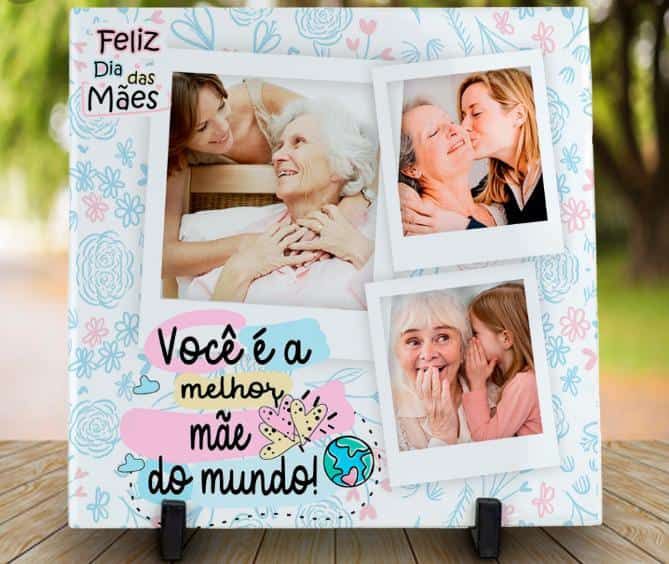 Feliz
Dia das
Mães
Você é a
melhor
mãe
do mundo!